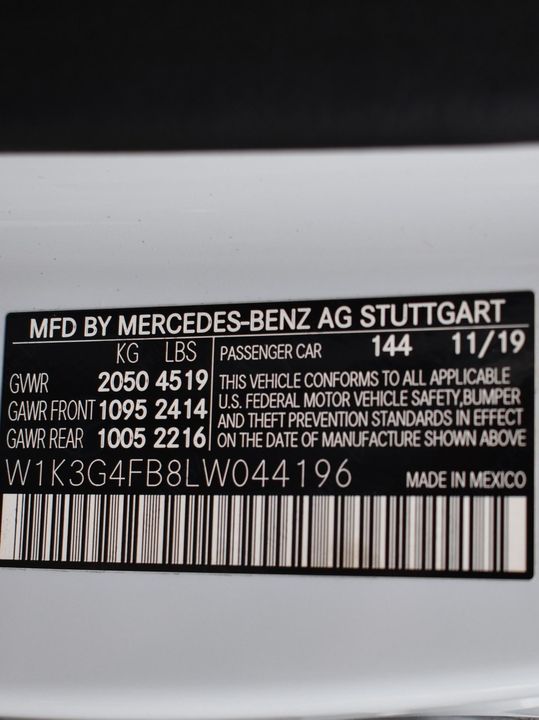 MFD BY MERCEDES-BENZ AG STUTTGART
KG LBS PASSENGER CAR 144 11/19
GVWR 2050 4519
GAWR FRONT 1095 2414
GAWR REAR 1005 2216
THIS VEHICLE CONFORMS TO ALL APPLICABLE
U.S. FEDERAL MOTOR VEHICLE SAFETY, BUMPER
AND THEFT PREVENTION STANDARDS IN EFFECT
ON THE DATE OF MANUFACTURE SHOWN ABOVE
W1K3G4FB8LW044196 MADE IN MEXICO